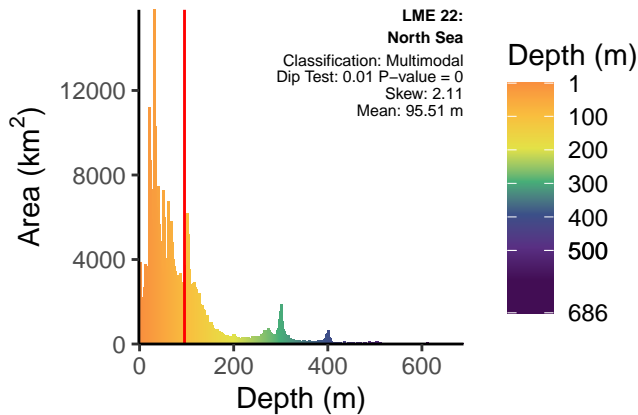 LME 22:
North Sea
Classification: Multimodal
Dip Test: 0.01 P−value = 0
Skew: 2.11
Mean: 95.51 m
Area (km²)
12000
8000
4000
0
0 200 400 600
Depth (m)
Depth (m)
1
100
200
300
400
500
686